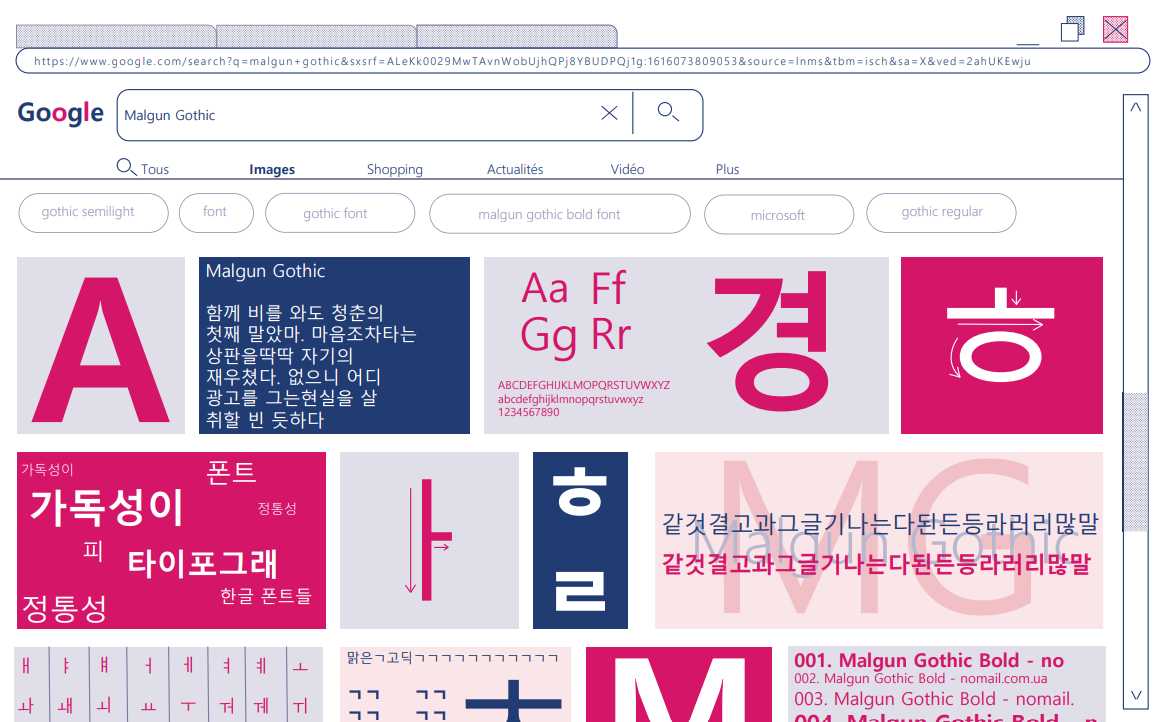 https://www.google.com/search?q=malgun+gothic&sxsrf=ALeKk0029MwTAvnWobUjhQPj8YBUDPQj1g:1616073809053&source=lnms&tbm=isch&sa=X&ved=2ahUKEwju
Google
Malgun Gothic
Tous Images Shopping Actualités Vidéo Plus
gothic semilight font gothic font malgun gothic bold font microsoft gothic regular
A
Malgun Gothic
함께 비를 와도 청춘의
첫째 말았마. 마음조차타는
상판을딱딱 자기의
재우쳤다. 없으니 어디
광고를 그는현실을 살
취할 빈 듯하다
Aa Ff
Gg Rr
ABCDEFGHIJKLMOPQRSTUVWXYZ
abcdefghijklmnopqrstuvwxyz
1234567890
경
ㅎ
가독성이
폰트
가독성이
정통성
피
타이포그래
한글 폰트들
정통성
ㅏ
ㅎ
ㄹ
MG
Malgun Gothic
같것결고과그글기나는다된든등라러리많말
같것결고과그글기나는다된든등라러리많말
ㅐ ㅑ ㅒ ㅓ ㅔ ㅕ ㅖ ㅗ
ㅘ ㅙ ㅚ ㅛ ㅜ ㅝ ㅞ ㅟ
맑은ㄱ고딕ㄱㄱㄱㄱㄱㄱㄱㄱㄱㄱㄱㄱ
ㄲ ㄲ
ㄲ ㄲ
M
001. Malgun Gothic Bold - no
002. Malgun Gothic Bold - nomail.com.ua
003. Malgun Gothic Bold - nomail.
004. Malgun Gothic Bold - n